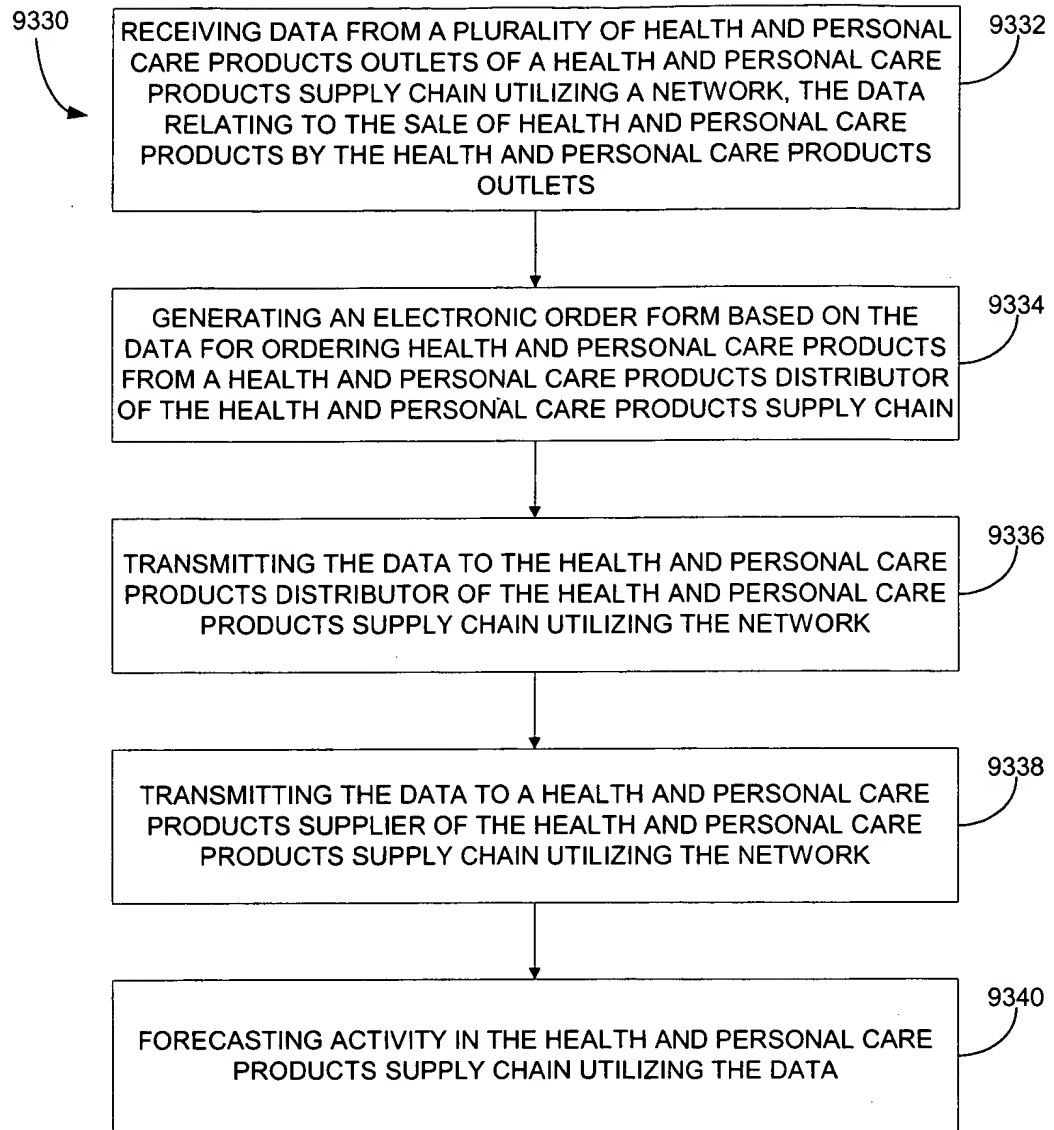 9330
RECEIVING DATA FROM A PLURALITY OF HEALTH AND PERSONAL
CARE PRODUCTS OUTLETS OF A HEALTH AND PERSONAL CARE
PRODUCTS SUPPLY CHAIN UTILIZING A NETWORK, THE DATA
RELATING TO THE SALE OF HEALTH AND PERSONAL CARE
PRODUCTS BY THE HEALTH AND PERSONAL CARE PRODUCTS
OUTLETS
9332
GENERATING AN ELECTRONIC ORDER FORM BASED ON THE
DATA FOR ORDERING HEALTH AND PERSONAL CARE PRODUCTS
FROM A HEALTH AND PERSONAL CARE PRODUCTS DISTRIBUTOR
OF THE HEALTH AND PERSONAL CARE PRODUCTS SUPPLY CHAIN
9334
TRANSMITTING THE DATA TO THE HEALTH AND PERSONAL CARE
PRODUCTS DISTRIBUTOR OF THE HEALTH AND PERSONAL CARE
PRODUCTS SUPPLY CHAIN UTILIZING THE NETWORK
9336
TRANSMITTING THE DATA TO A HEALTH AND PERSONAL CARE
PRODUCTS SUPPLIER OF THE HEALTH AND PERSONAL CARE
PRODUCTS SUPPLY CHAIN UTILIZING THE NETWORK
9338
FORECASTING ACTIVITY IN THE HEALTH AND PERSONAL CARE
PRODUCTS SUPPLY CHAIN UTILIZING THE DATA
9340